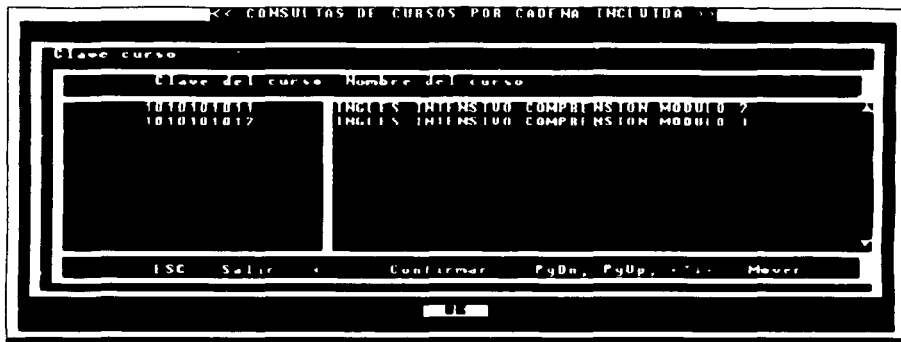 << CONSULTAS DE CURSOS POR CADENA INCLUIDA >>
Clave curso
Clave del curso Nombre del curso
1010101011 INGLES INTENSIVO COMPRENSION MODULO 2
1010101012 INGLES INTENSIVO COMPRENSION MODULO
ESC Salir Confirmar PgDn, PgUp, Mover
OK